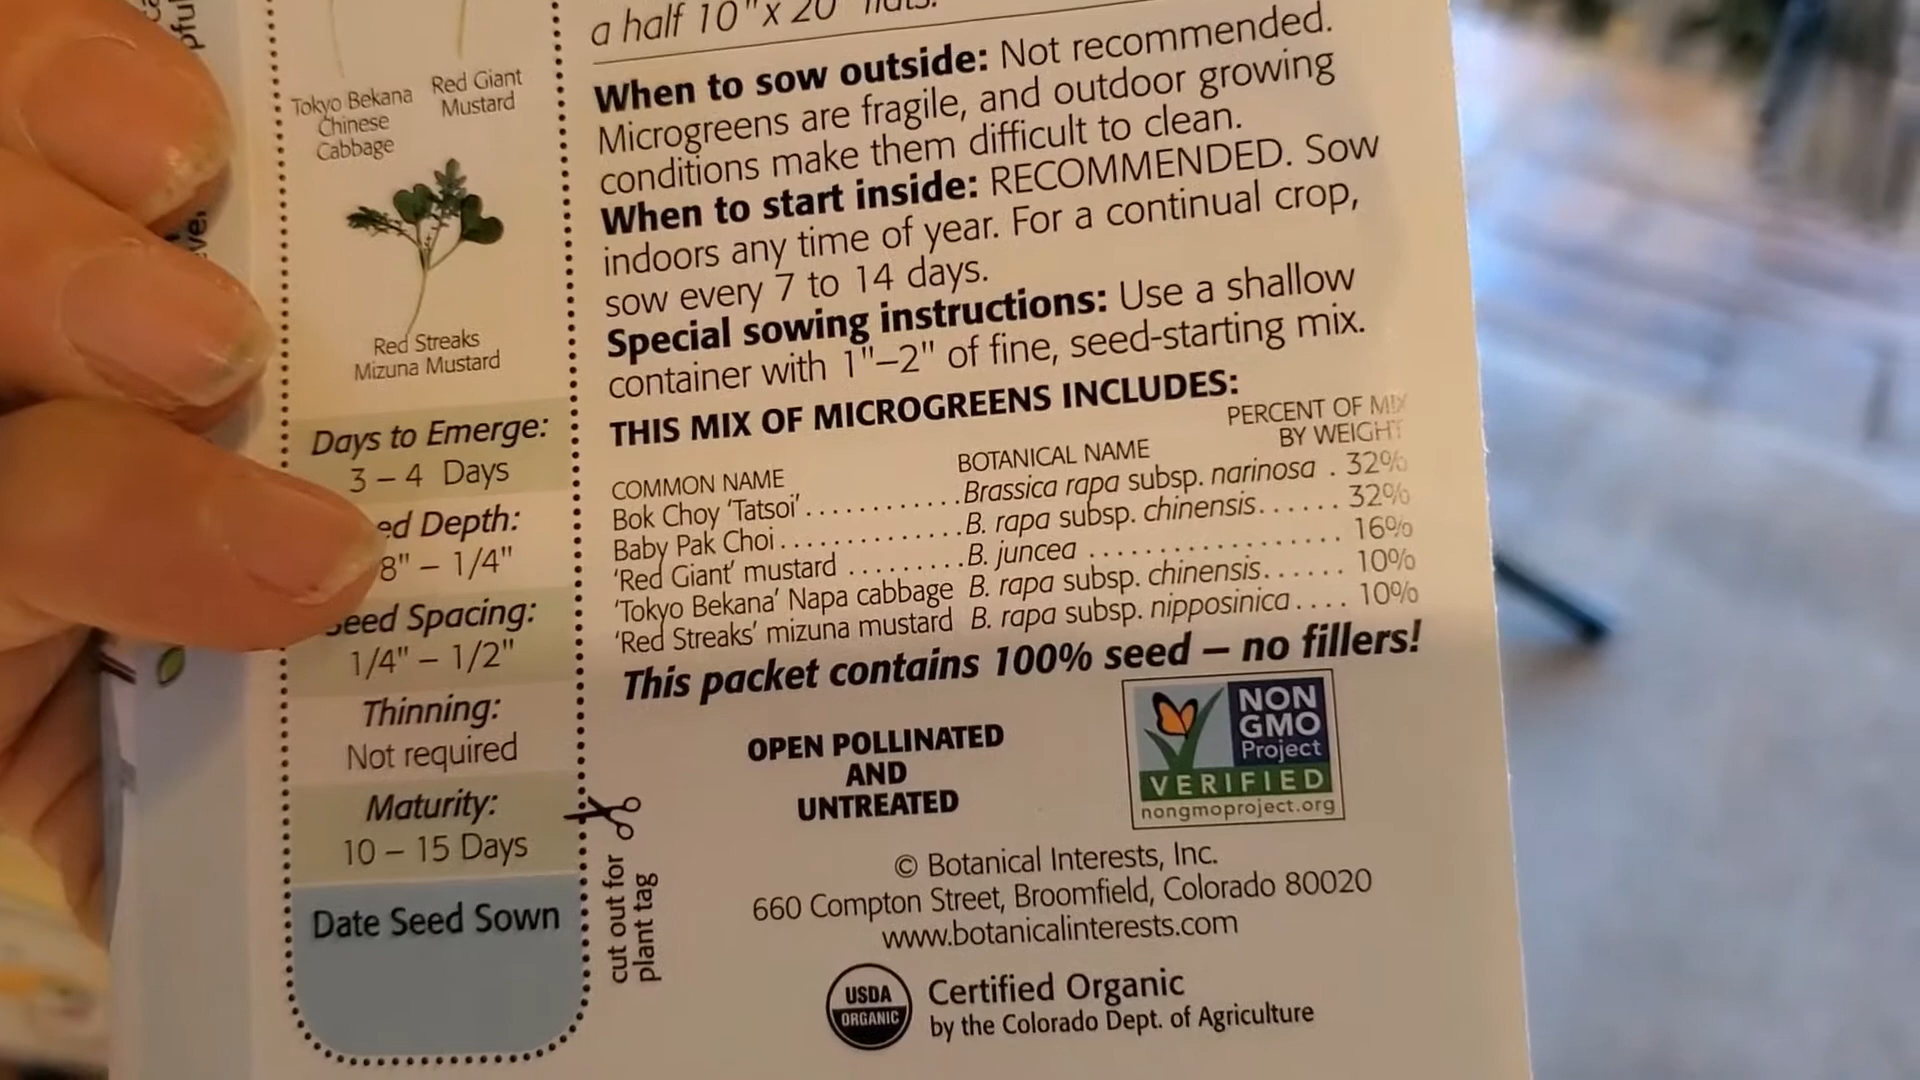 a half 10" x 20" flats.
Tokyo Bekana
Chinese
Cabbage
Red Giant
Mustard
Red Streaks
Mizuna Mustard
Days to Emerge:
3 – 4 Days
Depth:
8" – 1/4"
Seed Spacing:
1/4" – 1/2"
Thinning:
Not required
Maturity:
10 – 15 Days
Date Seed Sown
cut out for
plant tag
When to sow outside: Not recommended.
Microgreens are fragile, and outdoor growing
conditions make them difficult to clean.
When to start inside: RECOMMENDED. Sow
indoors any time of year. For a continual crop,
sow every 7 to 14 days.
Special sowing instructions: Use a shallow
container with 1"–2" of fine, seed-starting mix.
THIS MIX OF MICROGREENS INCLUDES:
PERCENT OF MIX
COMMON NAME BOTANICAL NAME BY WEIGHT
Bok Choy 'Tatsoi' ............ Brassica rapa subsp. narinosa . 32%
Baby Pak Choi .............. B. rapa subsp. chinensis...... 32%
'Red Giant' mustard ......... B. juncea .................. 16%
'Tokyo Bekana' Napa cabbage B. rapa subsp. chinensis...... 10%
'Red Streaks' mizuna mustard B. rapa subsp. nipposinica .... 10%
This packet contains 100% seed – no fillers!
OPEN POLLINATED
AND
UNTREATED
NON
GMO
Project
VERIFIED
nongmoproject.org
© Botanical Interests, Inc.
660 Compton Street, Broomfield, Colorado 80020
www.botanicalinterests.com
USDA
ORGANIC
Certified Organic
by the Colorado Dept. of Agriculture